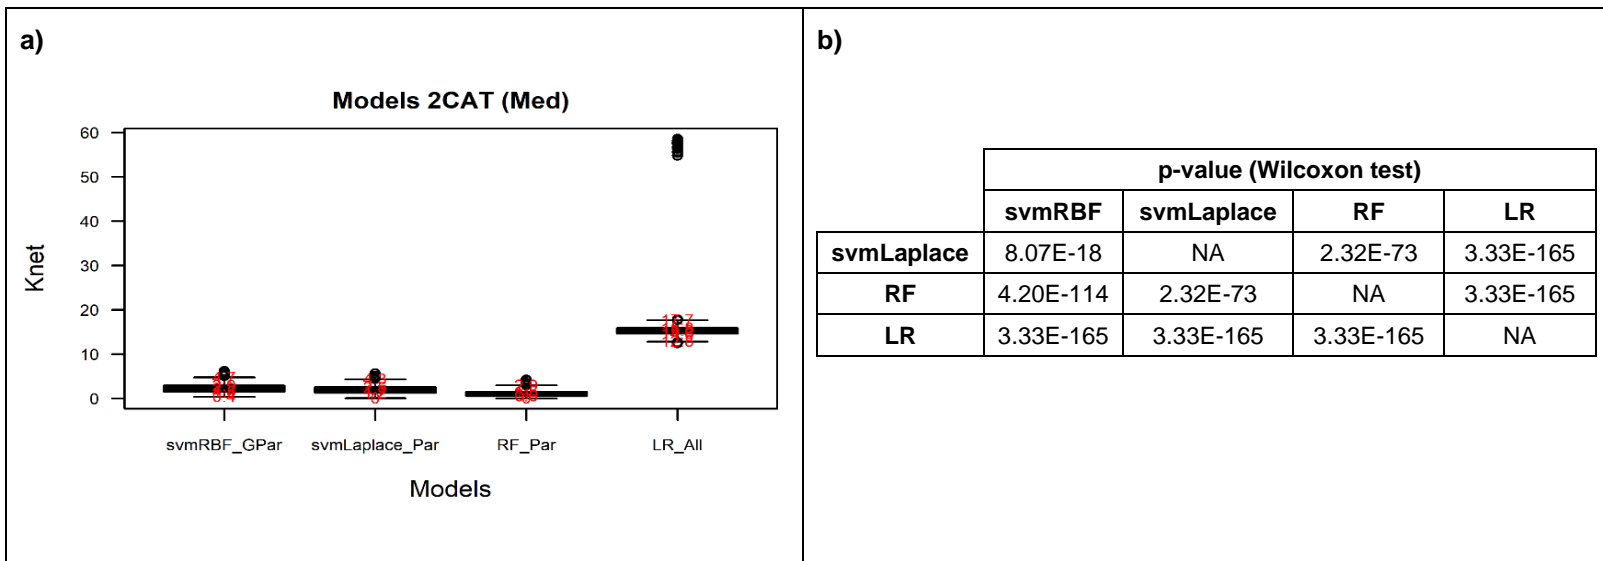 a)
Models 2CAT (Med)
60
50
40
30
20
10
0
Knet
svmRBF_GPar svmLaplace_Par RF_Par LR_All
Models
b)
p-value (Wilcoxon test)
svmRBF svmLaplace RF LR
svmLaplace 8.07E-18 NA 2.32E-73 3.33E-165
RF 4.20E-114 2.32E-73 NA 3.33E-165
LR 3.33E-165 3.33E-165 3.33E-165 NA